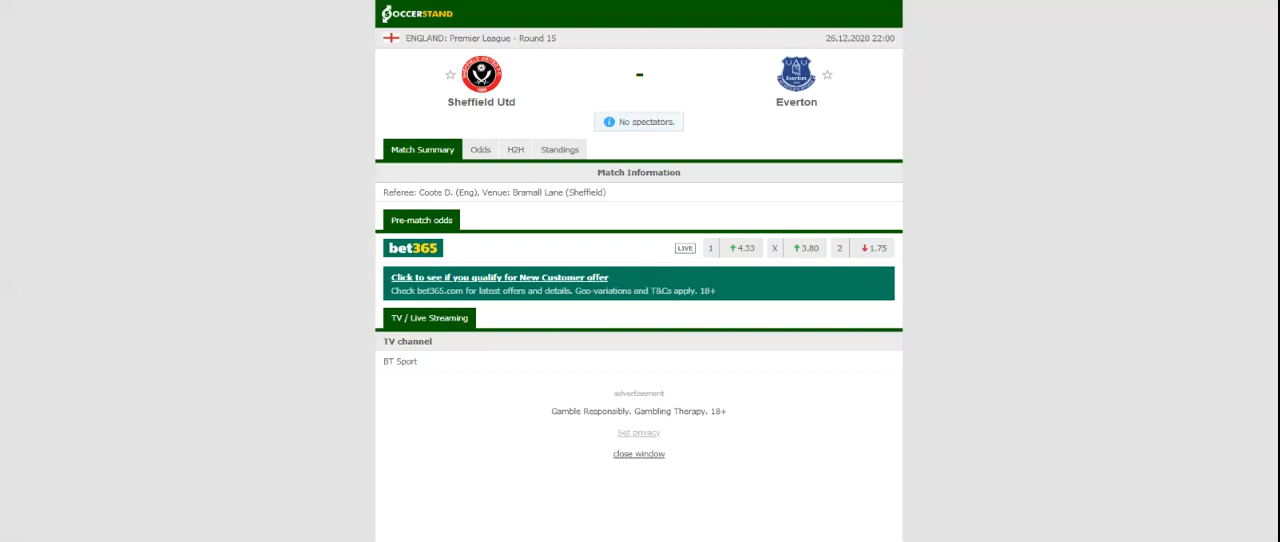 SOCCERSTAND
ENGLAND: Premier League - Round 15 26.12.2020 22:00
-
Sheffield Utd Everton
No spectators.
Match Summary Odds H2H Standings
Match Information
Referee: Coote D. (Eng), Venue: Bramall Lane (Sheffield)
Pre-match odds
bet365 LIVE 1 4.33 X 3.80 2 1.75
Click to see if you qualify for New Customer offer
Check bet365.com for latest offers and details. Geo-variations and T&Cs apply. 18+
TV / Live Streaming
TV channel
BT Sport
advertisement
Gamble Responsibly. Gambling Therapy. 18+
Set privacy
close window